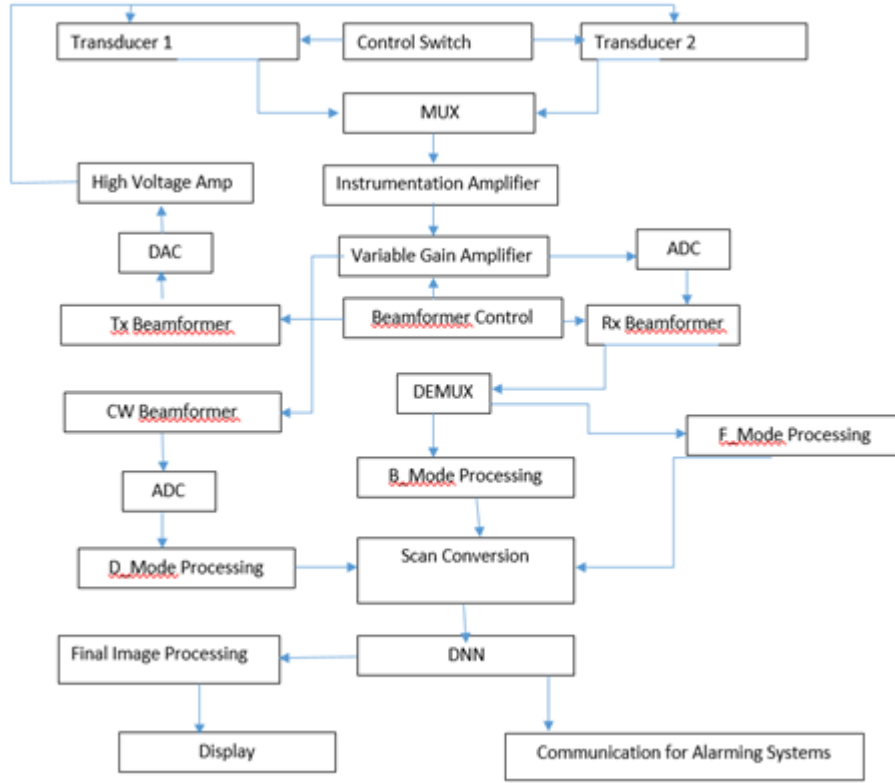 Transducer 1
Control Switch
Transducer 2
MUX
High Voltage Amp
Instrumentation Amplifier
DAC
Variable Gain Amplifier
ADC
Tx Beamformer
Beamformer Control
Rx Beamformer
CW Beamformer
DEMUX
F_Mode Processing
ADC
B_Mode Processing
D_Mode Processing
Scan Conversion
Final Image Processing
DNN
Display
Communication for Alarming Systems